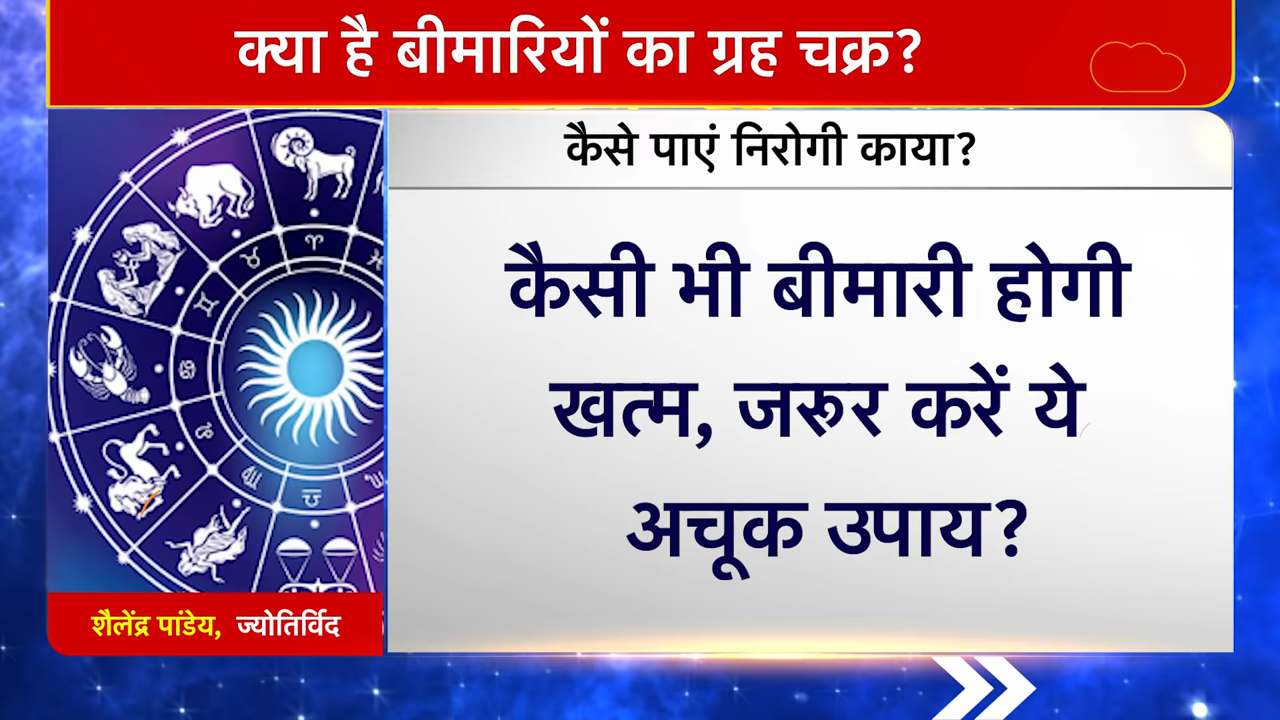 क्या है बीमारियों का ग्रह चक्र?
कैसे पाएं निरोगी काया?
कैसी भी बीमारी होगी
खत्म, जरूर करें ये
अचूक उपाय?
शैलेंद्र पांडेय, ज्योतिर्विद